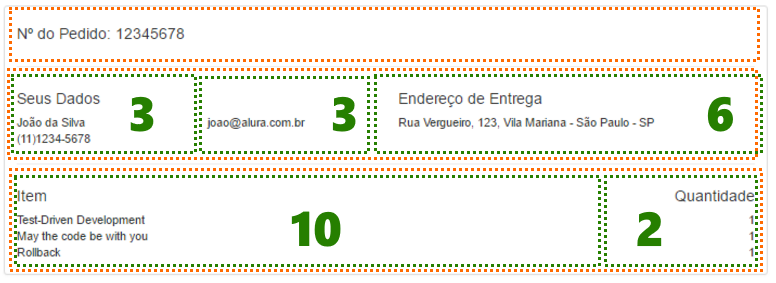 Nº do Pedido: 12345678
Seus Dados
João da Silva
(11)1234-5678
3
joao@alura.com.br
3
Endereço de Entrega
Rua Vergueiro, 123, Vila Mariana - São Paulo - SP
6
Item
Test-Driven Development
May the code be with you
Rollback
10
Quantidade
1
1
1
2